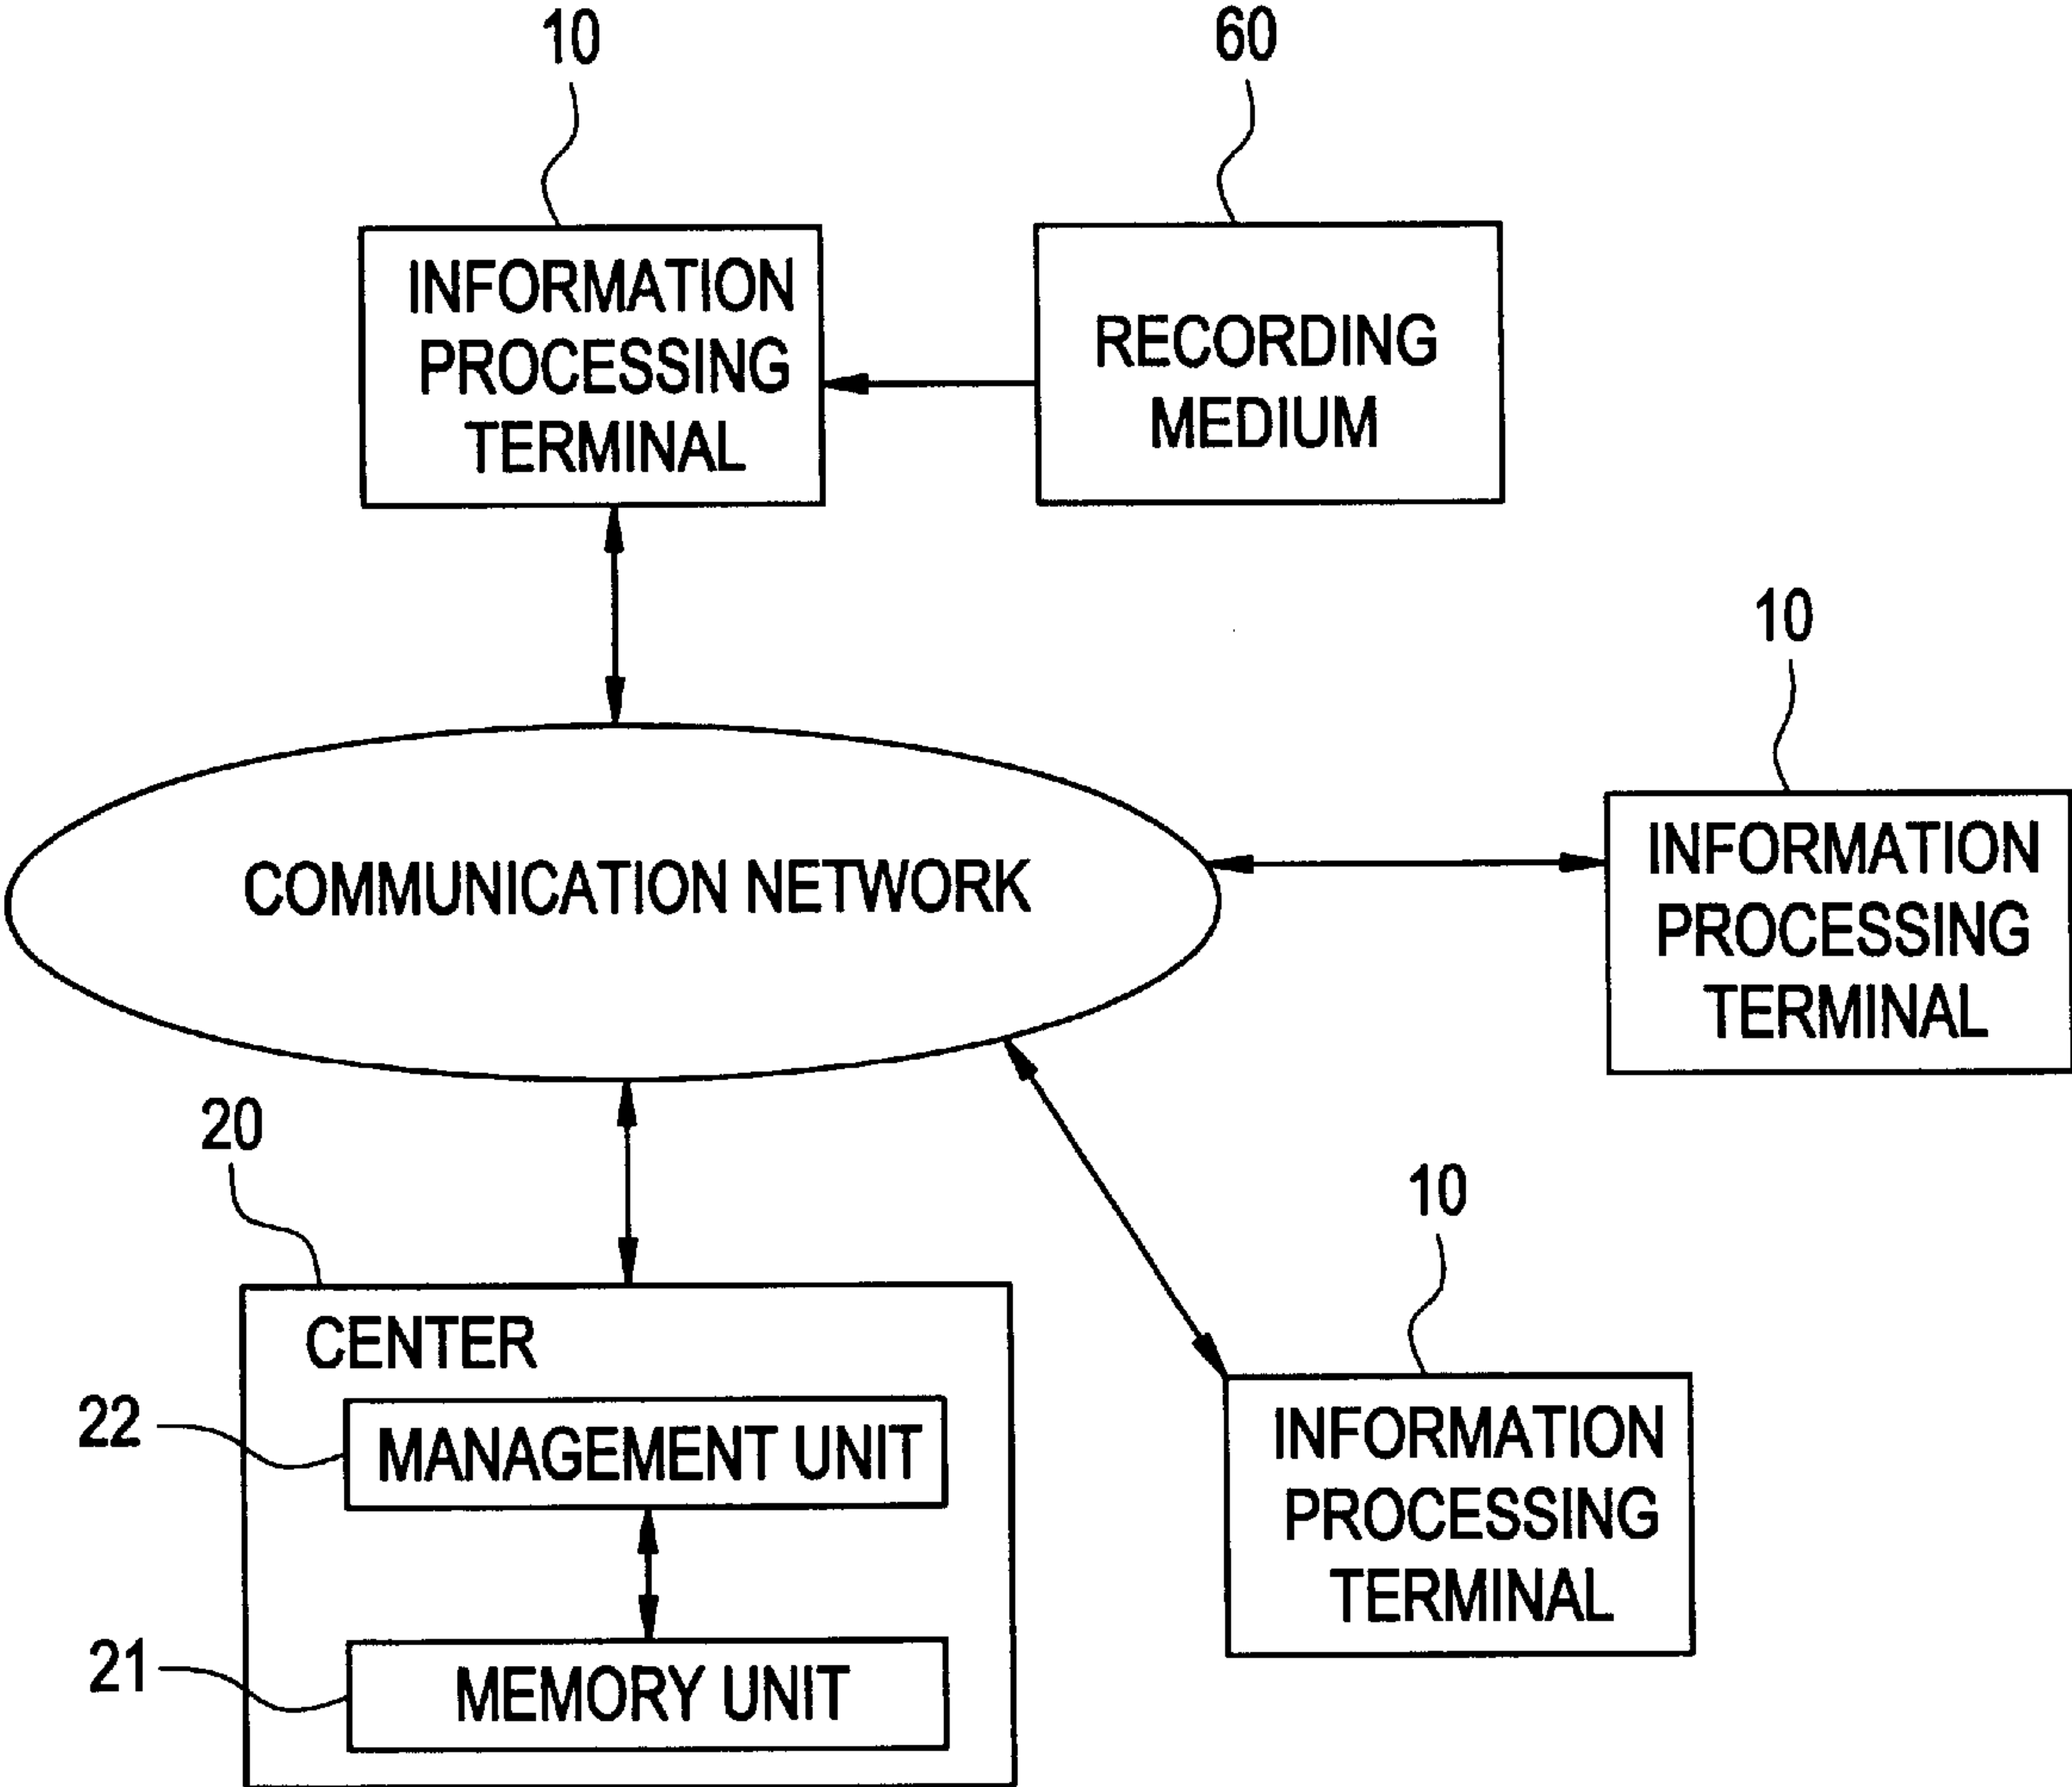 10
60
INFORMATION
PROCESSING
TERMINAL
RECORDING
MEDIUM
10
COMMUNICATION NETWORK
INFORMATION
PROCESSING
TERMINAL
20
10
CENTER
22
MANAGEMENT UNIT
INFORMATION
PROCESSING
TERMINAL
21
MEMORY UNIT